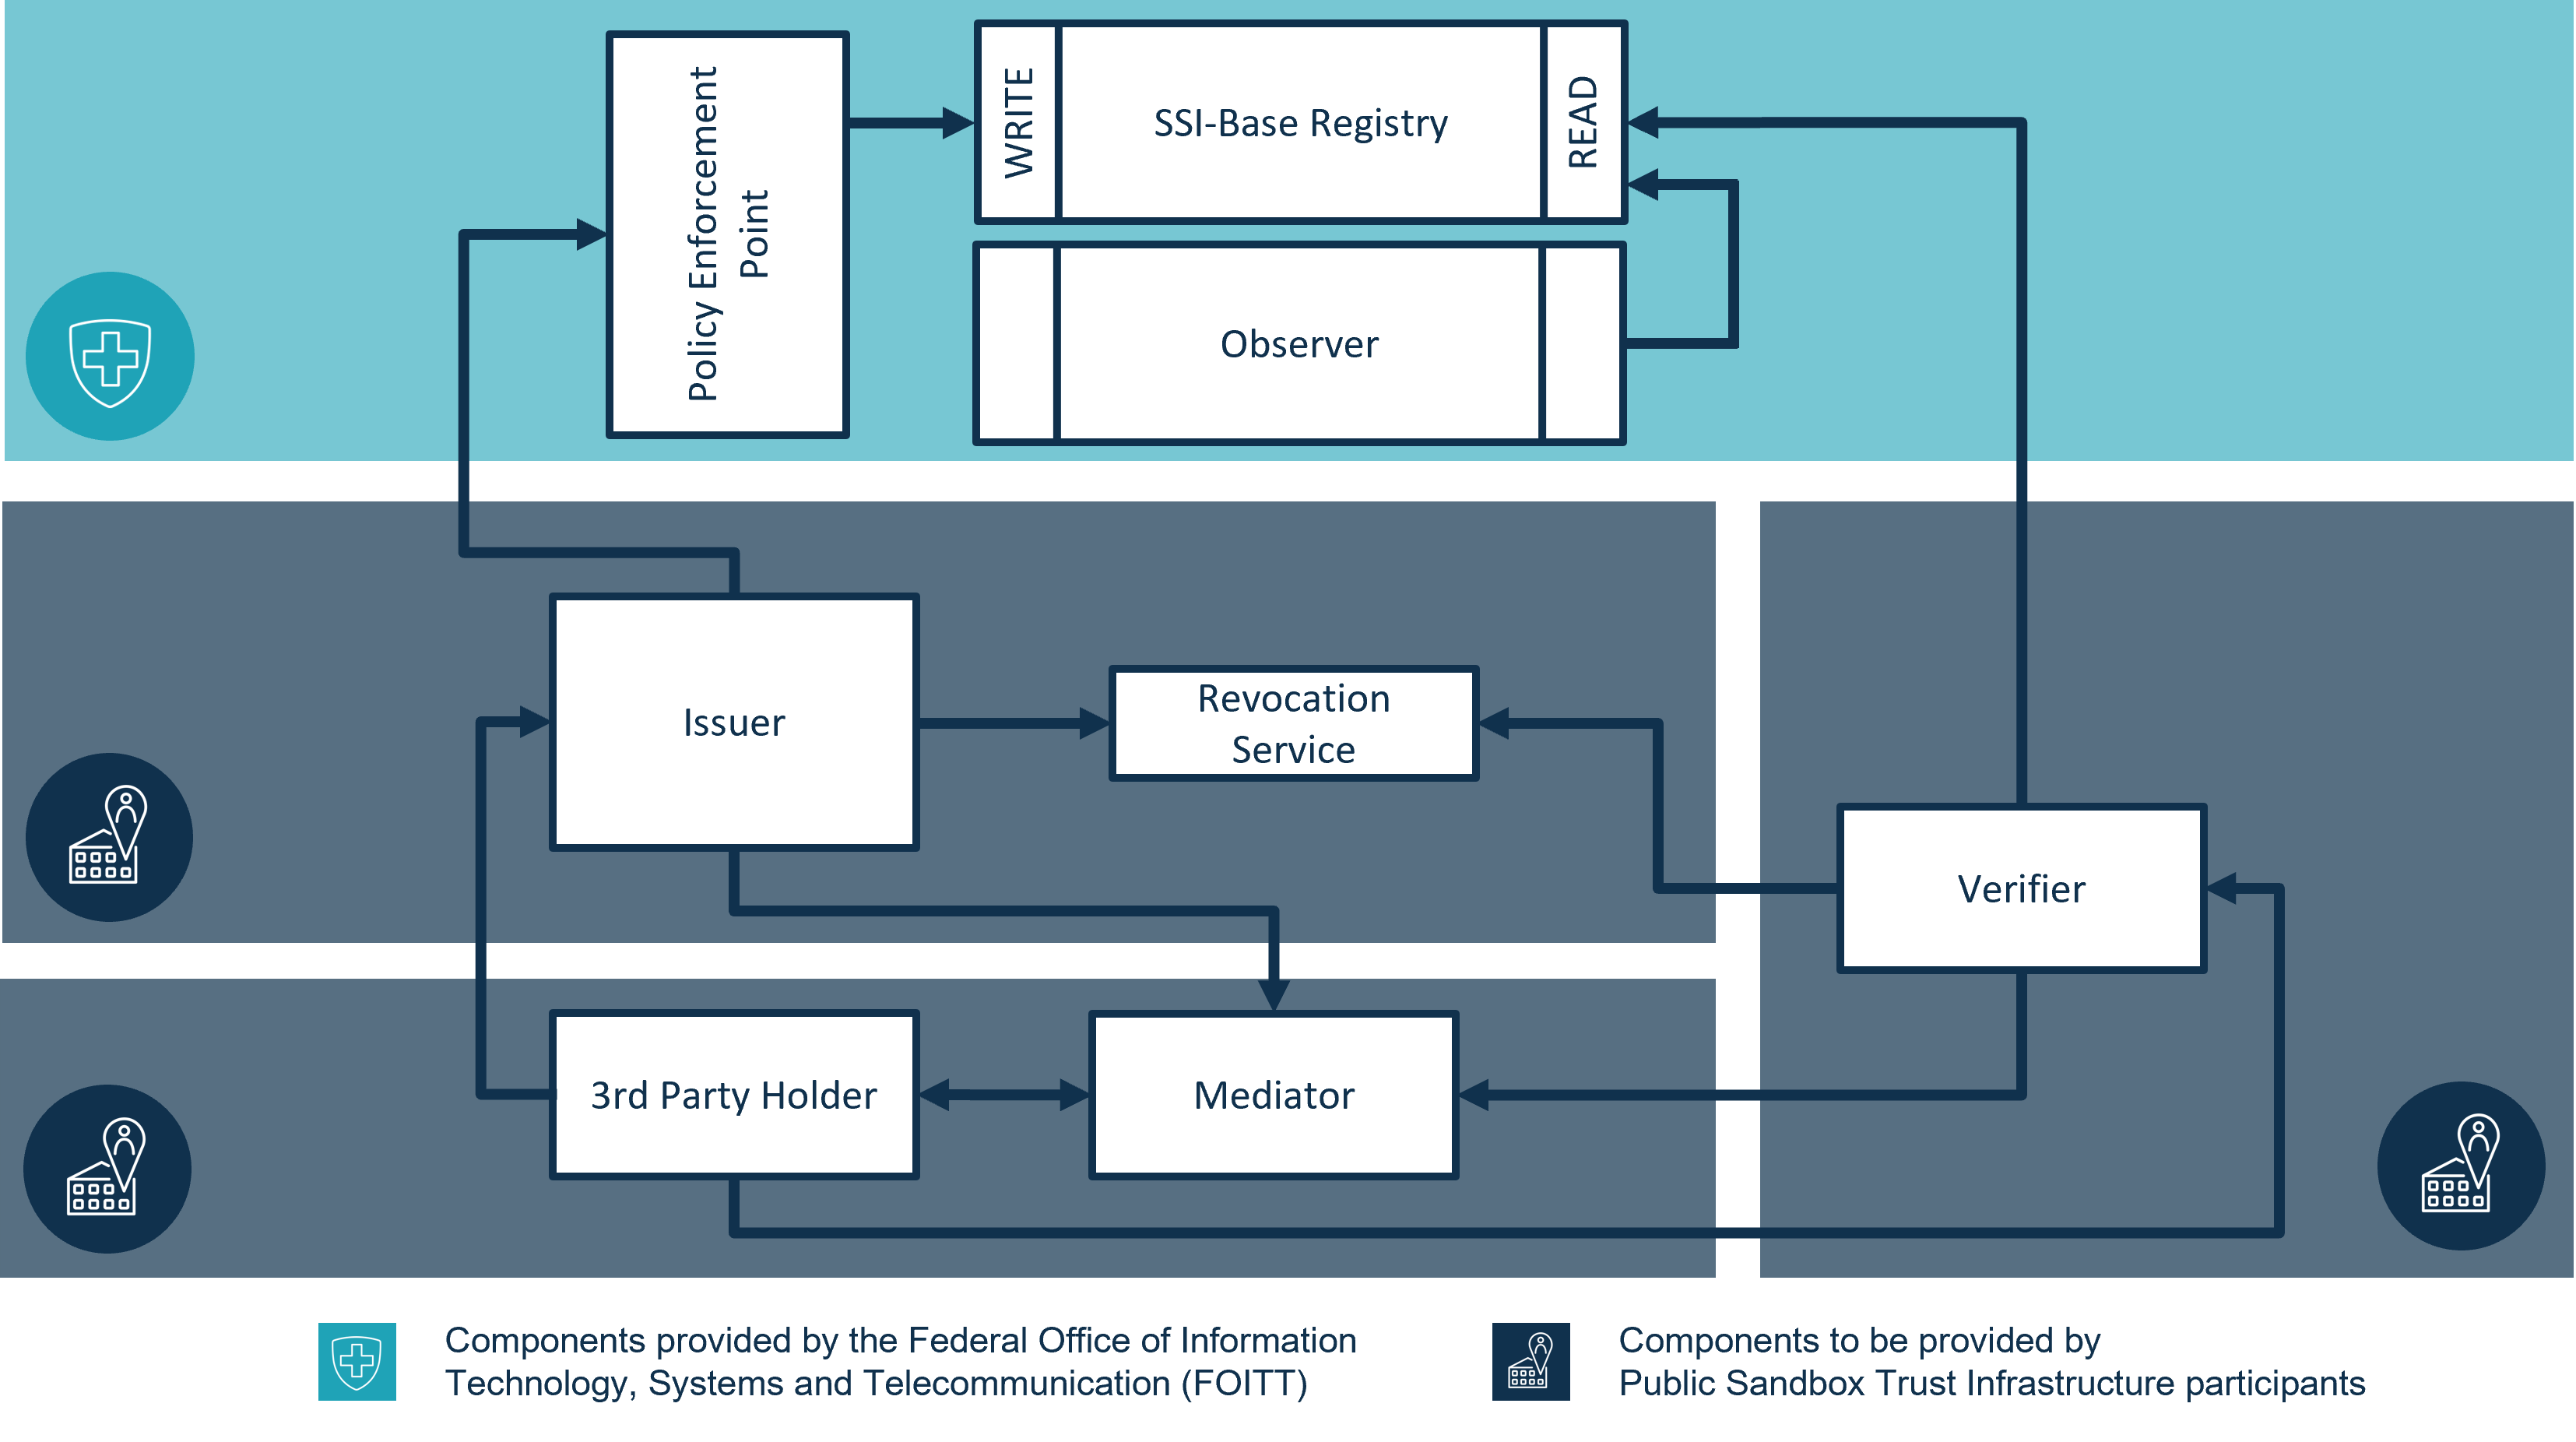 Policy Enforcement
Point
WRITE
SSI-Base Registry
READ
Observer
Issuer
Revocation
Service
Verifier
3rd Party Holder
Mediator
Components provided by the Federal Office of Information
Technology, Systems and Telecommunication (FOITT)
Components to be provided by
Public Sandbox Trust Infrastructure participants